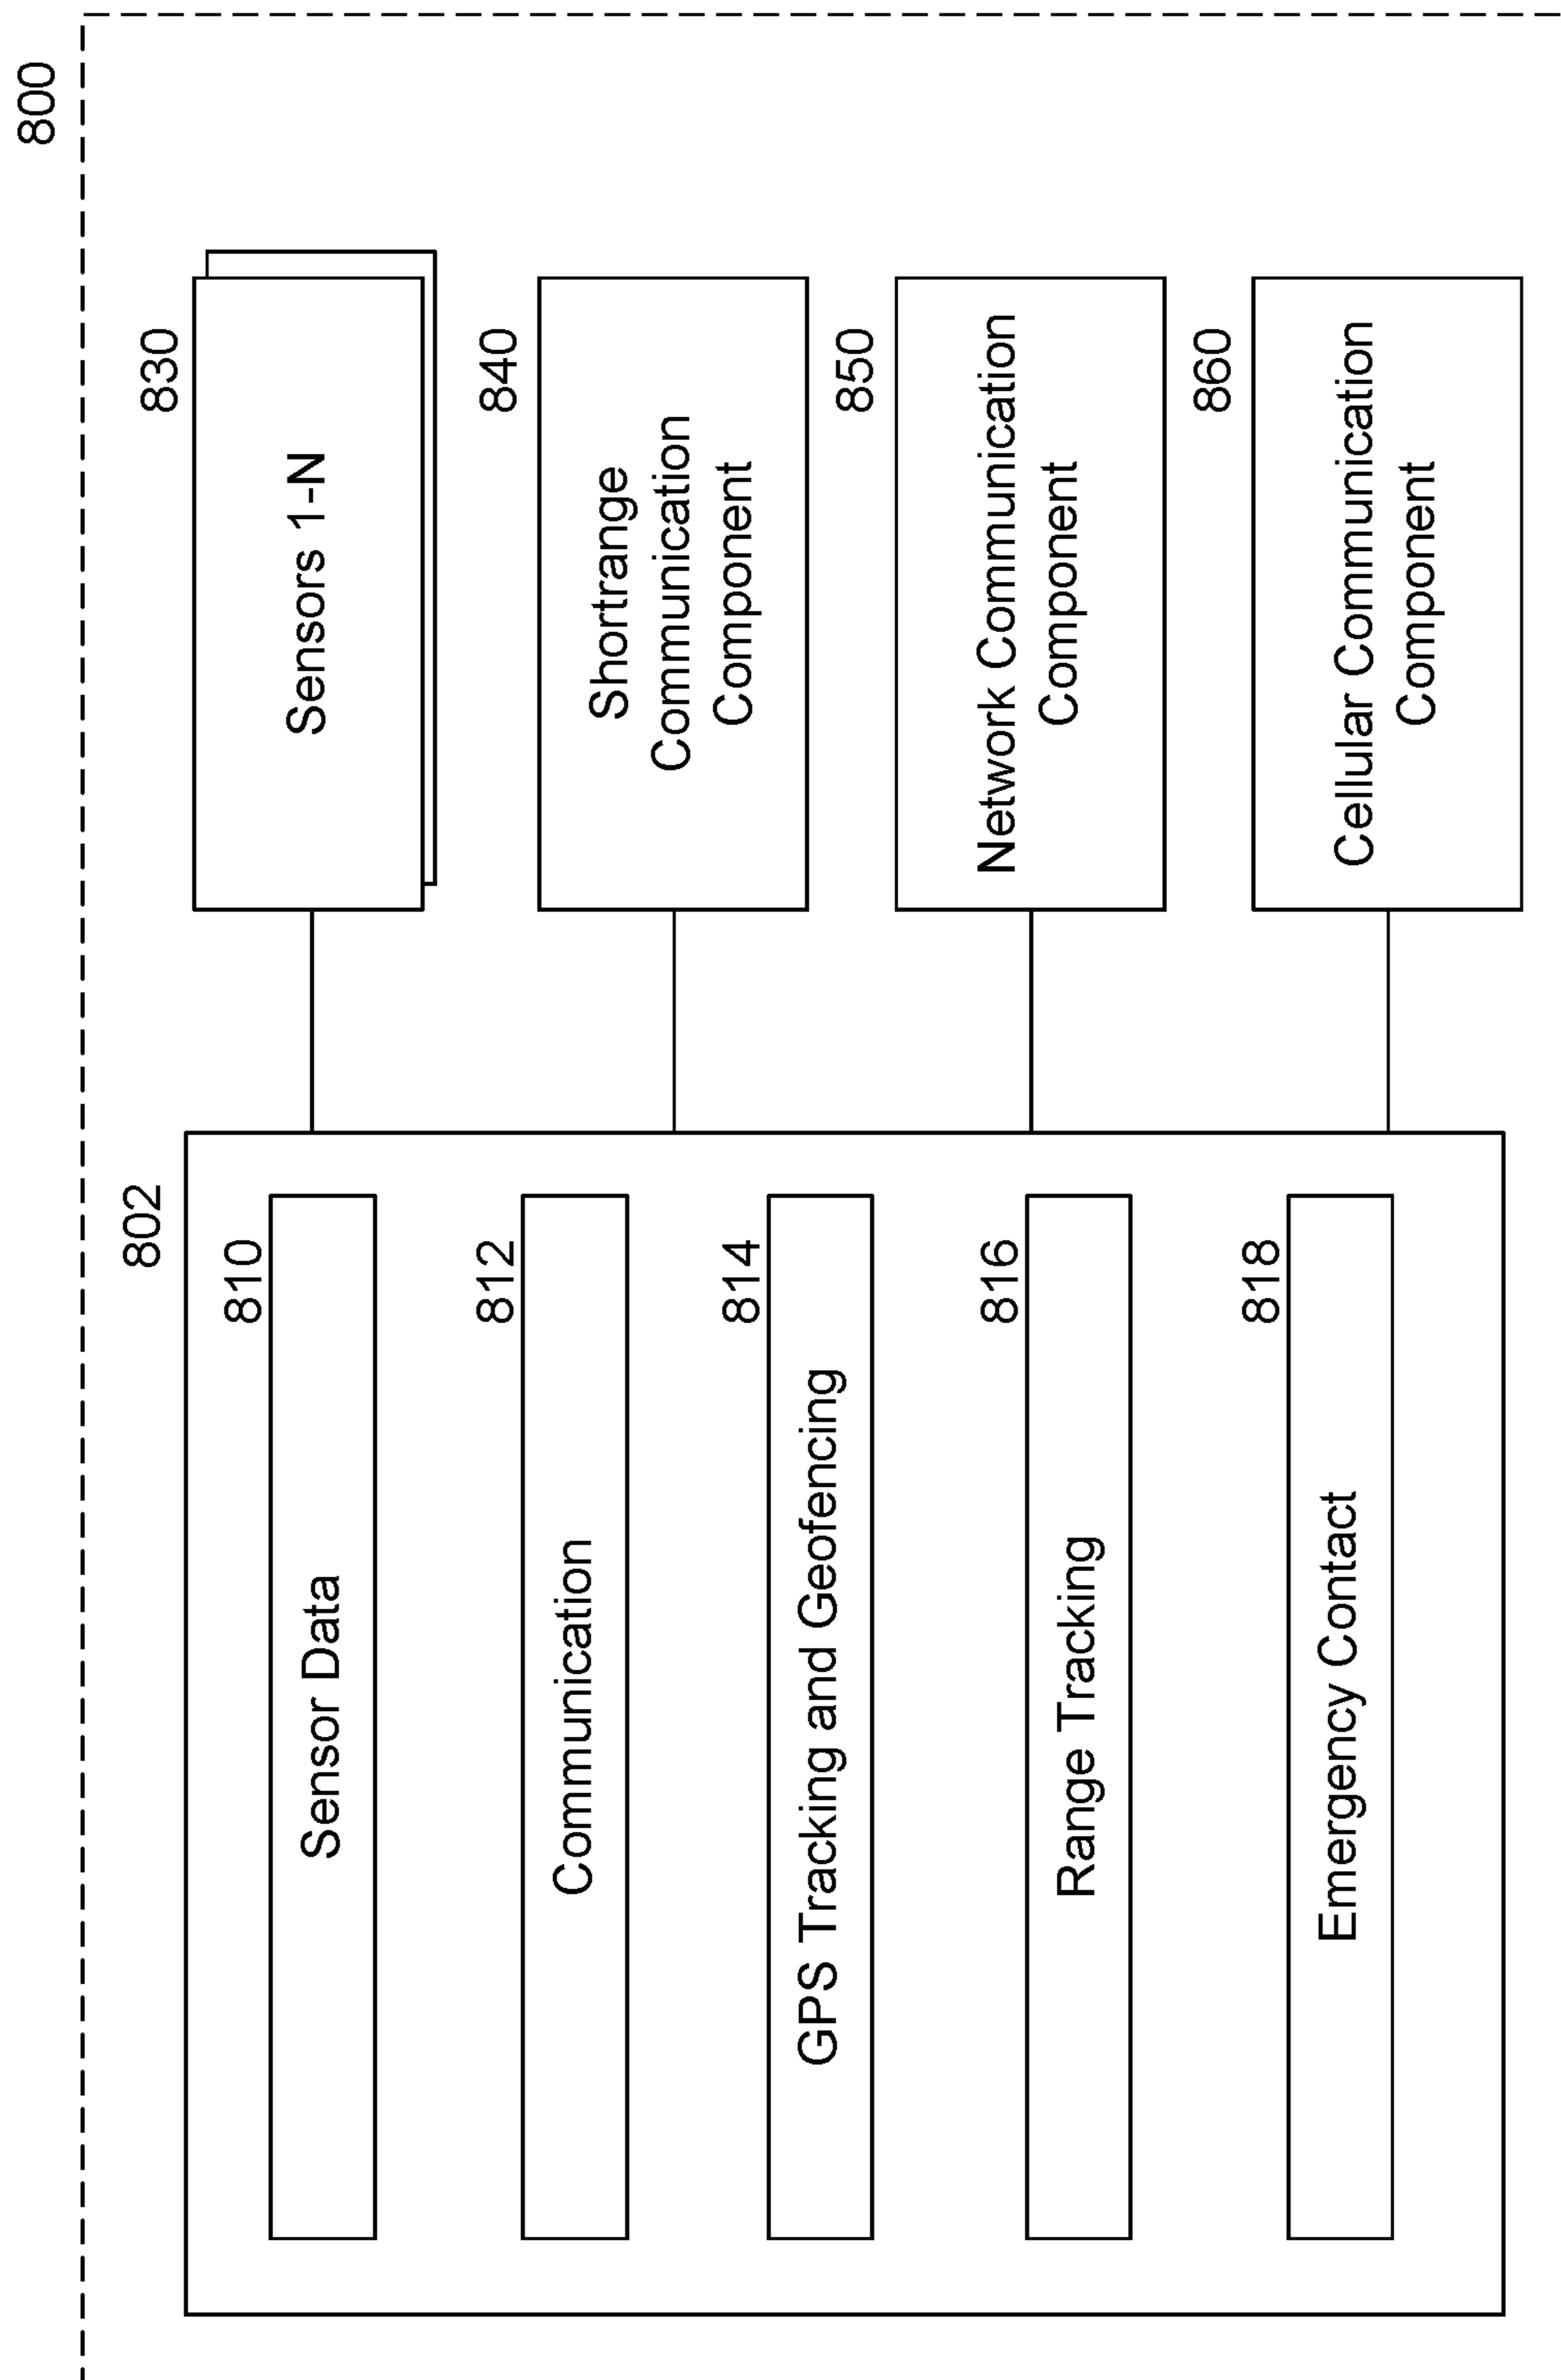 800
802
810
Sensor Data
812
Communication
814
GPS Tracking and Geofencing
816
Range Tracking
818
Emergency Contact
830
Sensors 1-N
840
Shortrange
Communication
Component
850
Network Communication
Component
860
Cellular Communication
Component